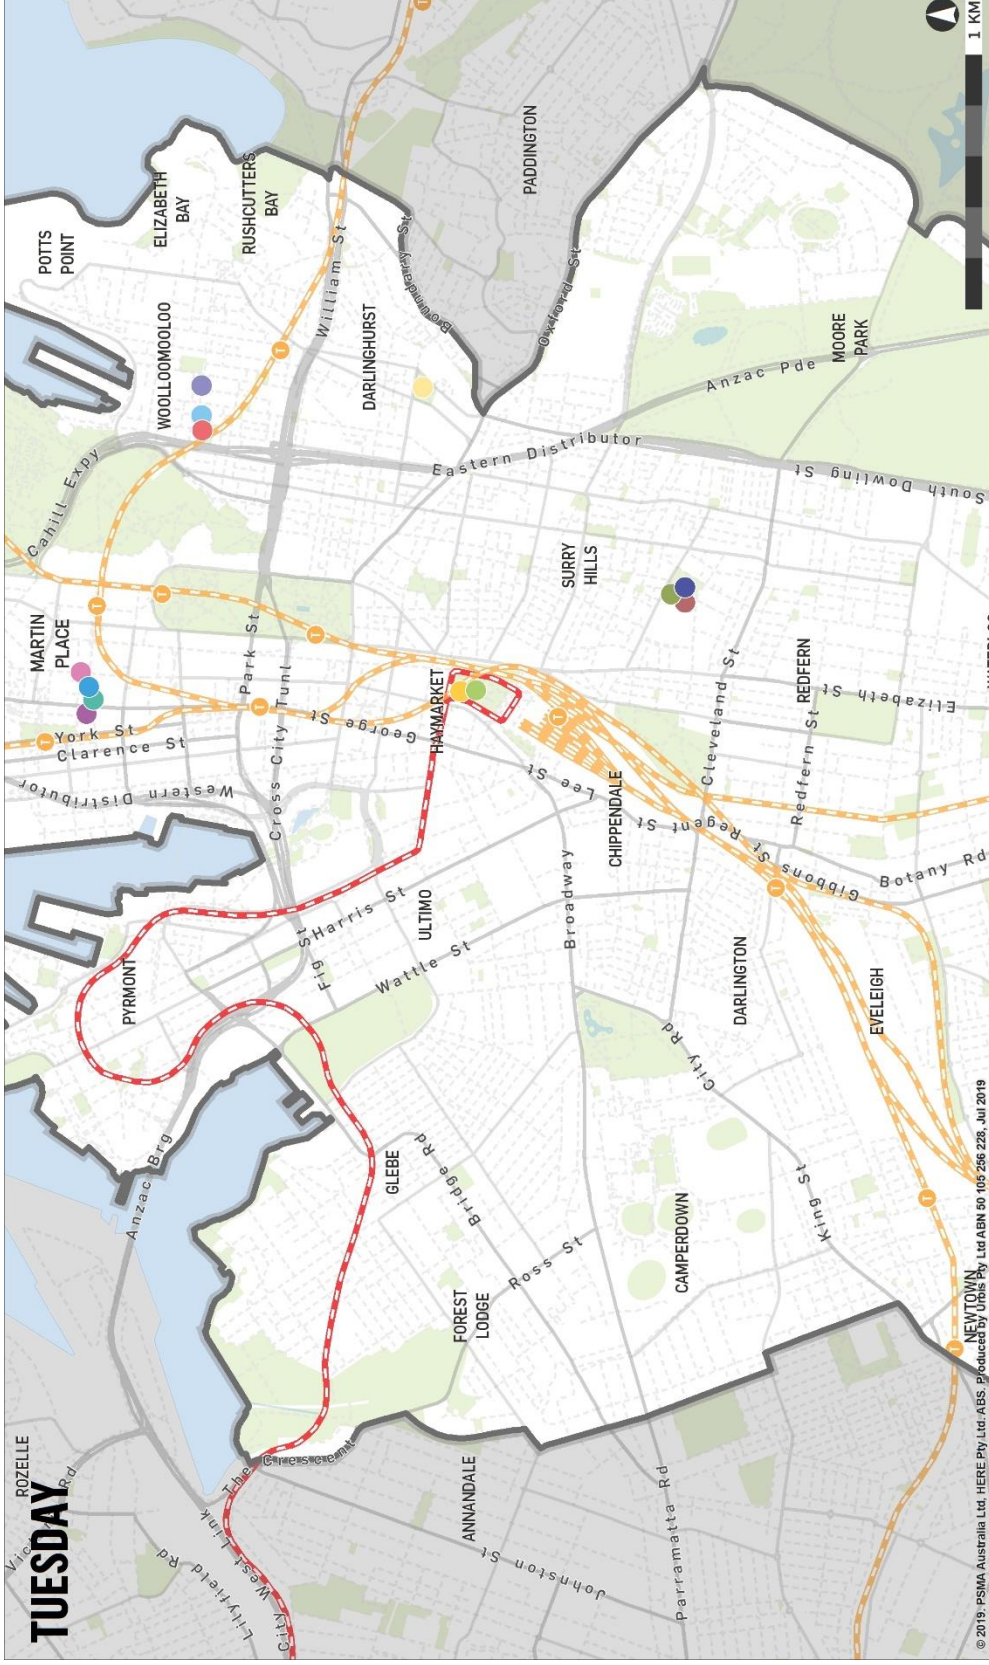 TUESDAY
ROZELLE
Lilyfield Rd
City West Link
The Crescent
Johnston St
ANNANDALE
Parramatta Rd
Anzac Brg
PYRMONT
GLEBE
Bridge Rd
FOREST
LODGE
Ross St
CAMPERDOWN
King St
NEWTOWN
Fig St
Harris St
ULTIMO
Wattle St
Broadway
City Rd
DARLINGTON
EVELEIGH
Western Distributor
Cross City Tunl
Clarence St
York St
MARTIN
PLACE
Park St
George St
HAYMARKET
Lee St
CHIPPENDALE
Regent St
Gibbons St
Botany Rd
Cleveland St
Redfern St
REDFERN
Elizabeth St
SURRY
HILLS
Cahill Expy
WOOLLOOMOOLOO
POTTS
POINT
ELIZABETH
BAY
RUSHCUTTERS
BAY
William St
DARLINGHURST
Boundary St
PADDINGTON
Oxford St
Eastern Distributor
Anzac Pde
MOORE
PARK
South Dowling St
T
T
T
T
T
T
T
T
T
T
T
1 KM
© 2019. PSMA Australia Ltd, HERE Pty Ltd. ABS. Produced by Urbis Pty Ltd ABN 50 105 256 228, Jul 2019